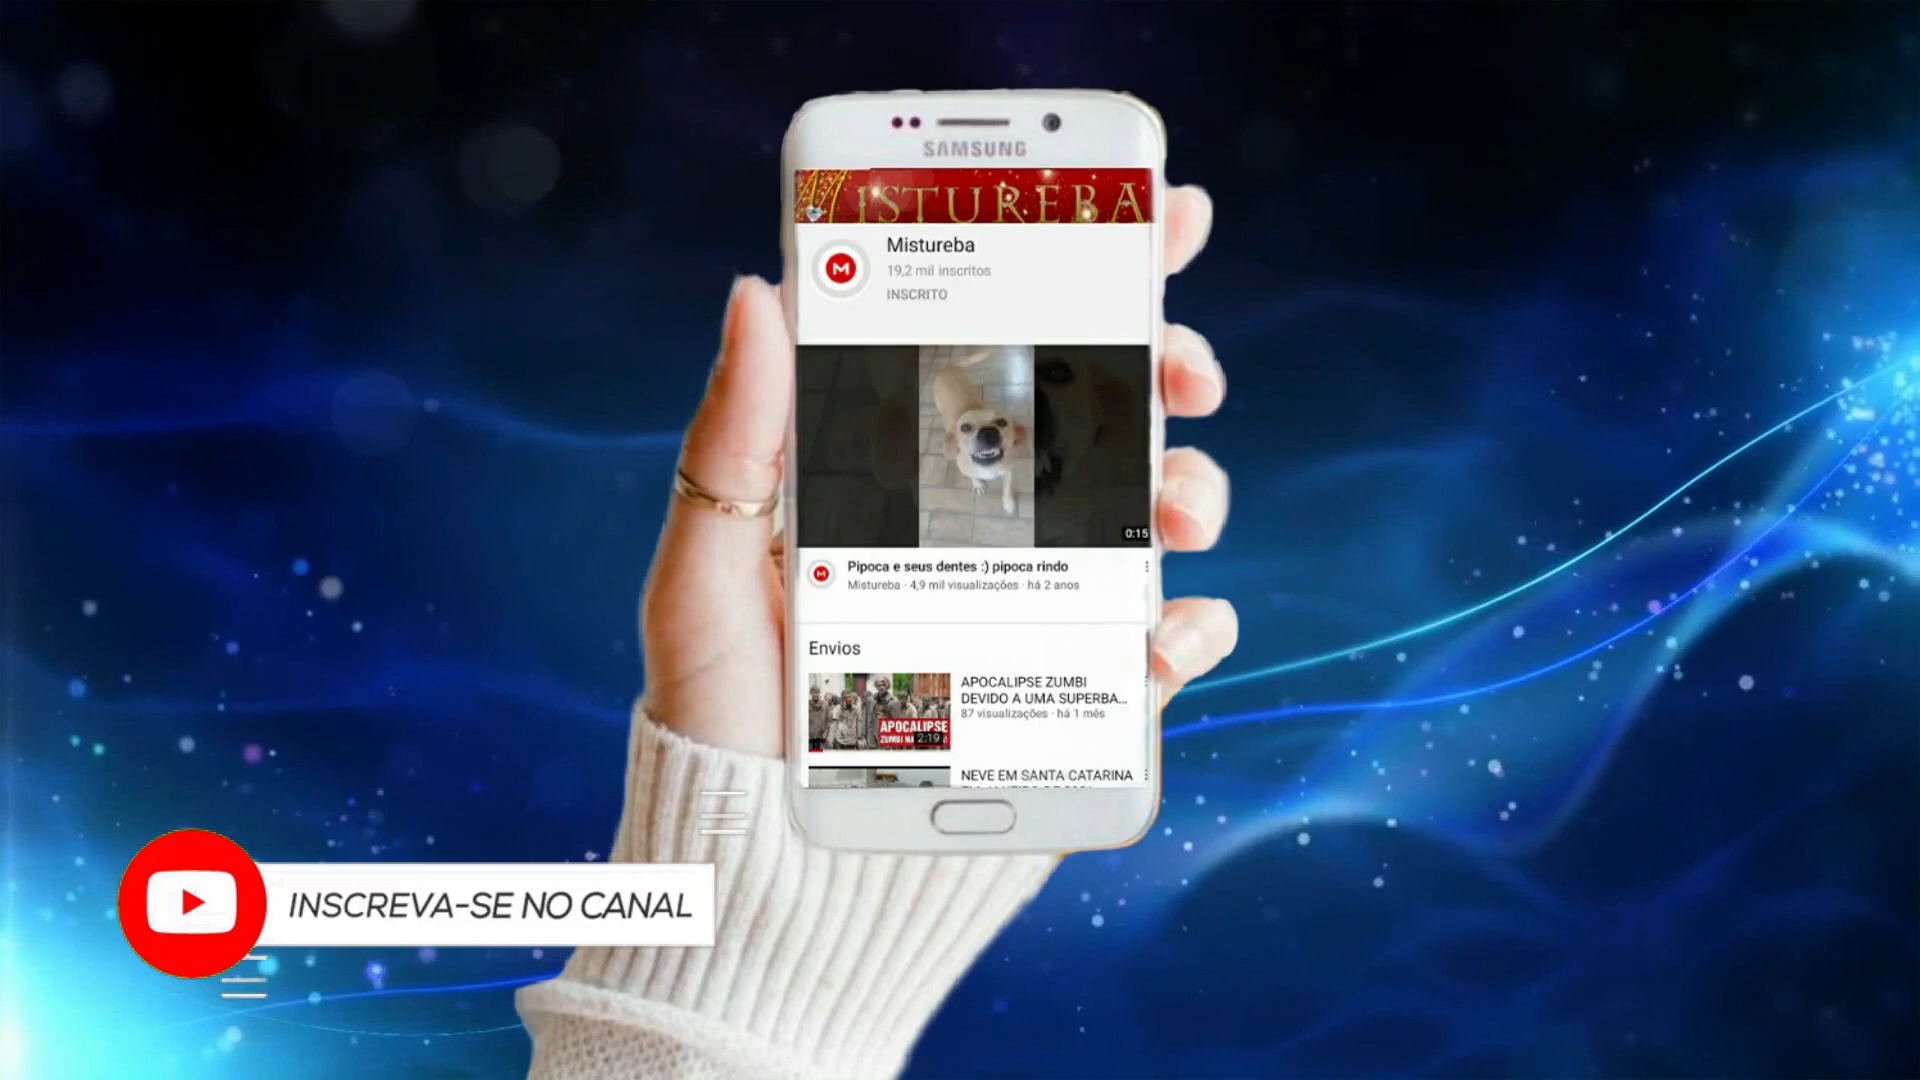 SAMSUNG
MISTUREBA
Mistureba
19,2 mil inscritos
INSCRITO
0:15
Pipoca e seus dentes :) pipoca rindo
Mistureba · 4,9 mil visualizações · há 2 anos
Envios
APOCALIPSE ZUMBI
DEVIDO A UMA SUPERBA...
87 visualizações · há 1 mês
APOCALIPSE
ZUMBI
2:19
NEVE EM SANTA CATARINA
INSCREVA-SE NO CANAL